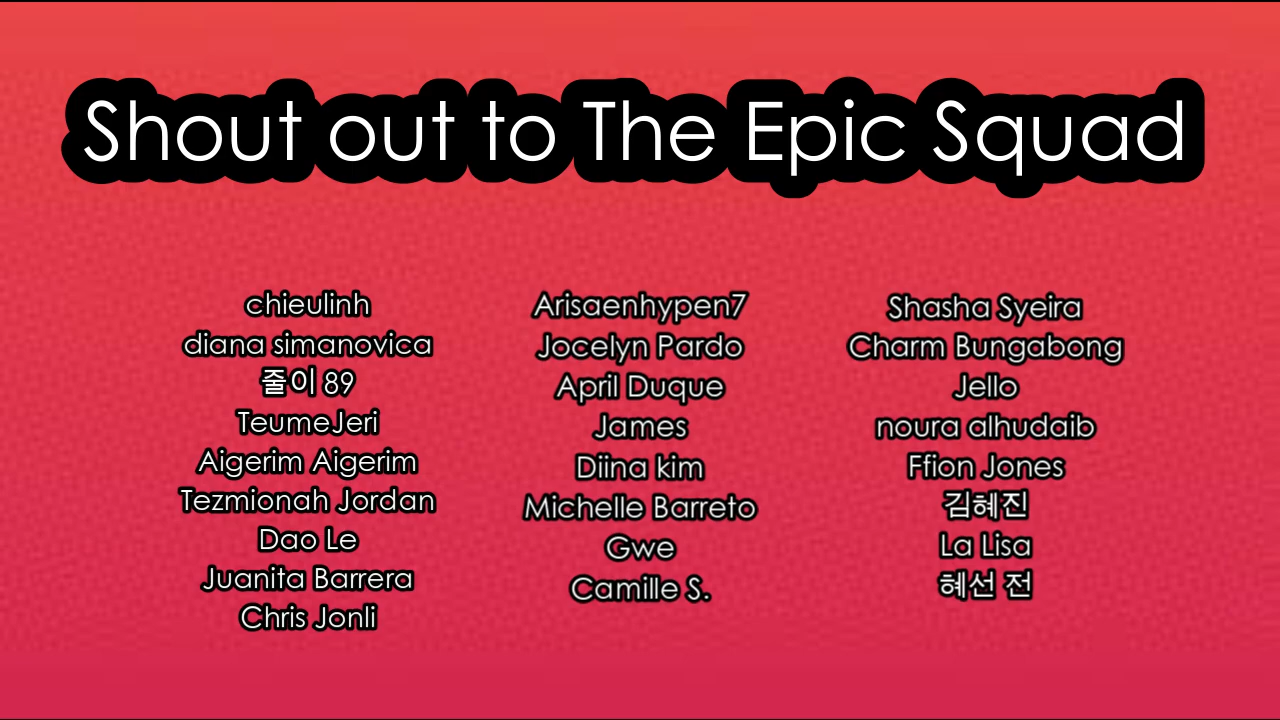 Shout out to The Epic Squad
chieulinh
diana simanovica
줄이 89
TeumeJeri
Aigerim Aigerim
Tezmionah Jordan
Dao Le
Juanita Barrera
Chris Jonli
Arisaenhypen7
Jocelyn Pardo
April Duque
James
Diina kim
Michelle Barreto
Gwe
Camille S.
Shasha Syeira
Charm Bungabong
Jello
noura alhudaib
Ffion Jones
김혜진
La Lisa
혜선 전